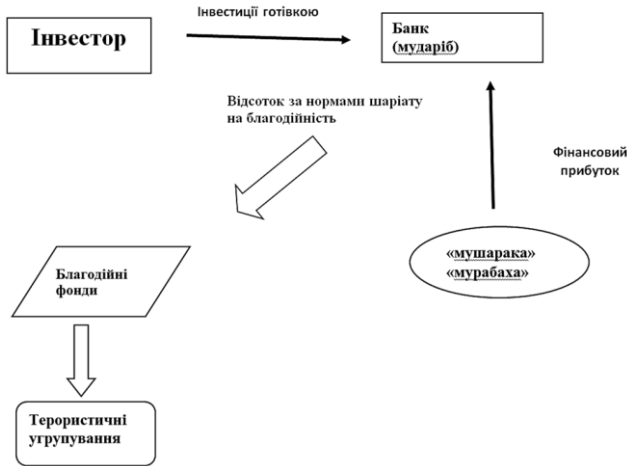 Інвестор
Інвестиції готівкою
Банк
(мударіб)
Відсоток за нормами шаріату
на благодійність
Фінансовий
прибуток
«мушарака»
«мурабаха»
Благодійні
фонди
Терористичні
угрупування